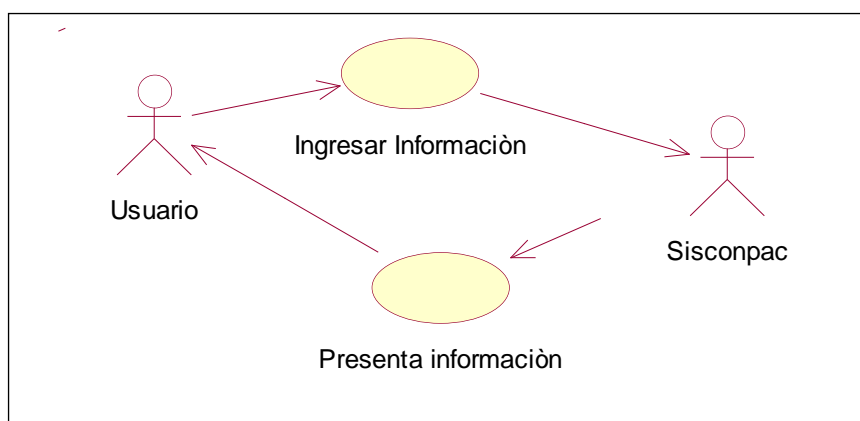 Ingresar Informaciòn
Usuario
Sisconpac
Presenta informaciòn